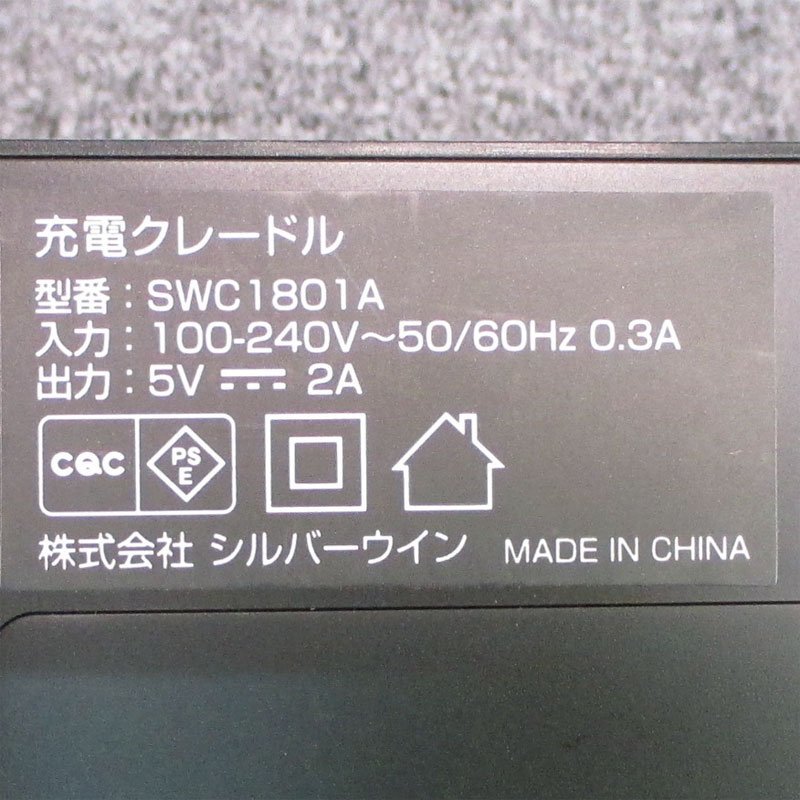 充電クレードル
型番：SWC1801A
入力：100-240V～50/60Hz 0.3A
出力：5V ⎓ 2A
CQC PSE
株式会社 シルバーウイン MADE IN CHINA